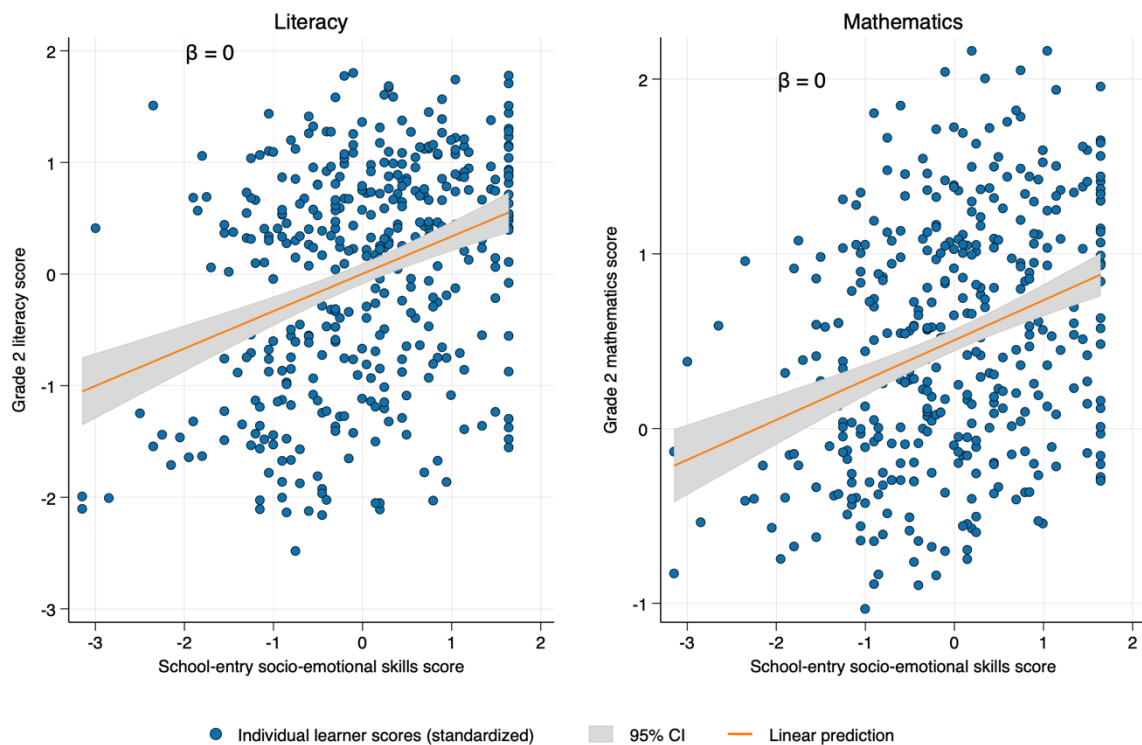 Literacy
β = 0
2
1
0
-1
-2
-3
Grade 2 literacy score
-3 -2 -1 0 1 2
School-entry socio-emotional skills score
Mathematics
β = 0
2
1
0
-1
Grade 2 mathematics score
-3 -2 -1 0 1 2
School-entry socio-emotional skills score
Individual learner scores (standardized) 95% CI Linear prediction